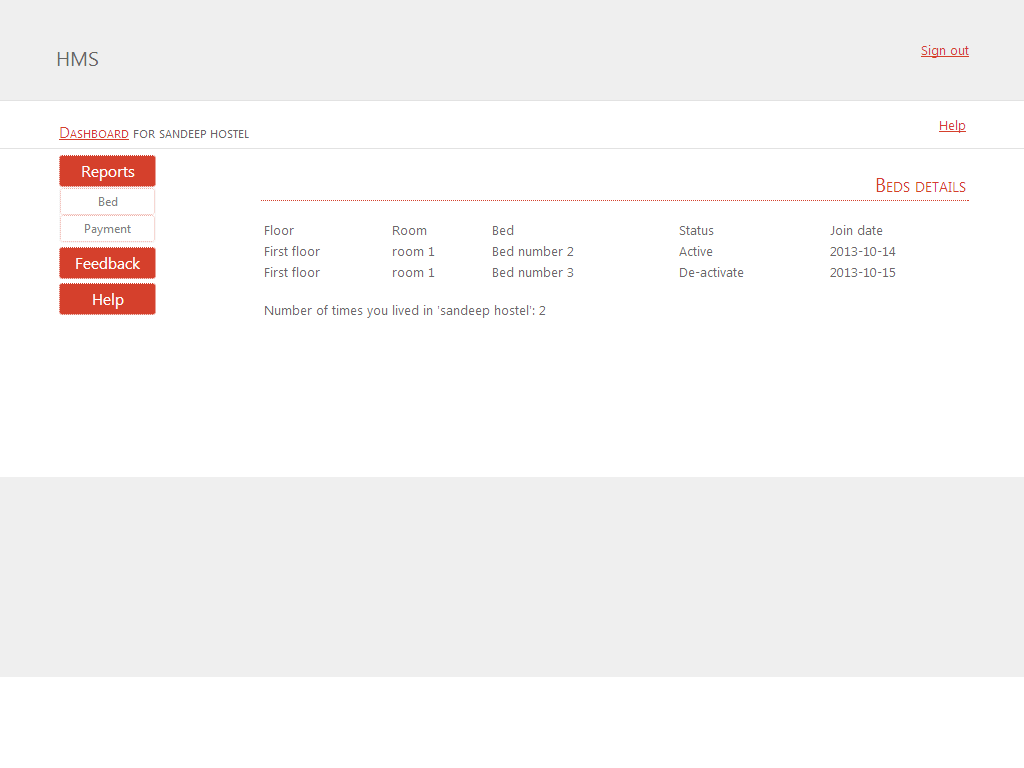 HMS
Sign out
Dashboard for sandeep hostel
Help
Reports
Bed
Payment
Feedback
Help
Beds details
Floor Room Bed Status Join date
First floor room 1 Bed number 2 Active 2013-10-14
First floor room 1 Bed number 3 De-activate 2013-10-15
Number of times you lived in 'sandeep hostel': 2